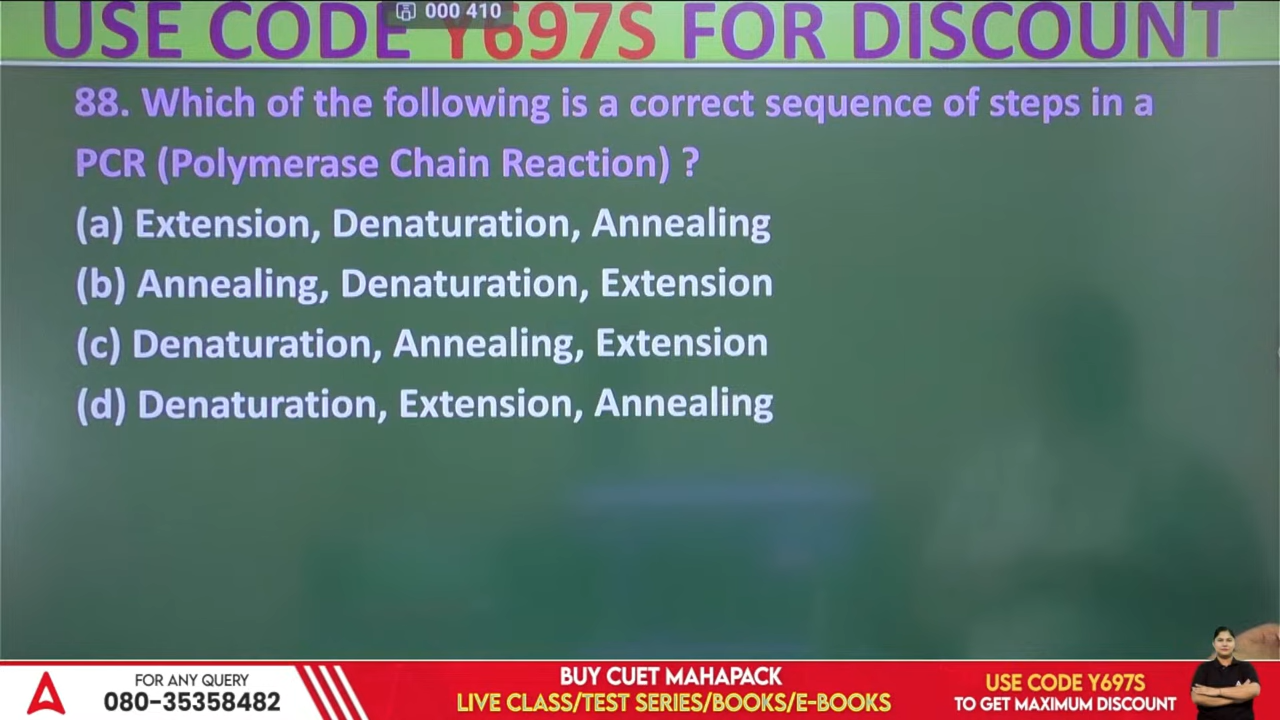 000 410
USE CODE Y697S FOR DISCOUNT
88. Which of the following is a correct sequence of steps in a
PCR (Polymerase Chain Reaction) ?
(a) Extension, Denaturation, Annealing
(b) Annealing, Denaturation, Extension
(c) Denaturation, Annealing, Extension
(d) Denaturation, Extension, Annealing
FOR ANY QUERY
080-35358482
BUY CUET MAHAPACK
LIVE CLASS/TEST SERIES/BOOKS/E-BOOKS
USE CODE Y697S
TO GET MAXIMUM DISCOUNT